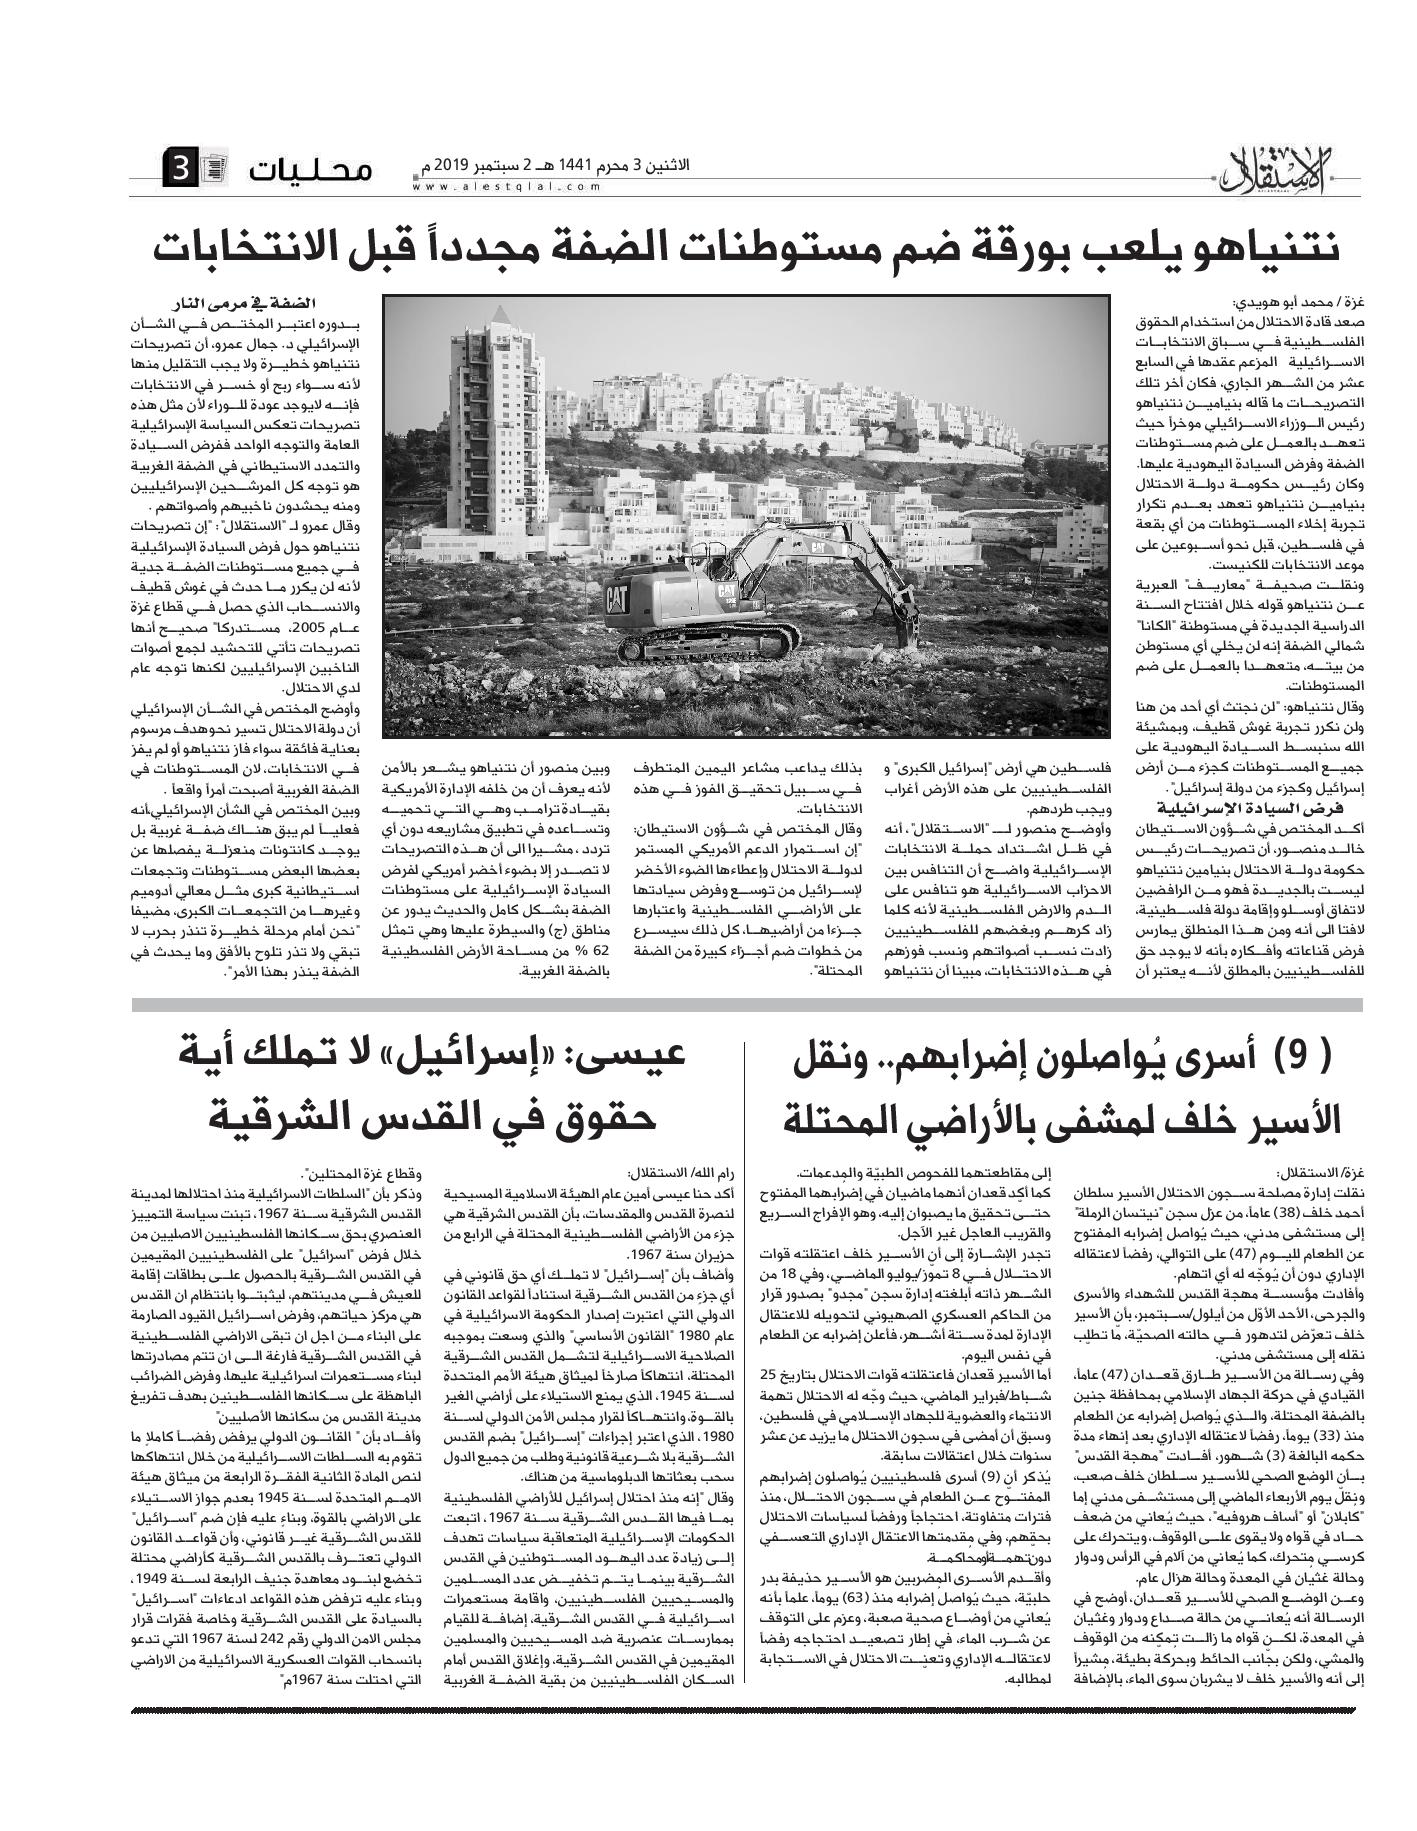 الاستقلال
الاثنين 3 محرم 1441 هـ 2 سبتمبر 2019 م
www.alestqlal.com
محليات
3
نتنياهو يلعب بورقة ضم مستوطنات الضفة مجدداً قبل الانتخابات
غزة / محمد أبو هويدي:
صعد قادة الاحتلال من استخدام الحقوق
الفلسطينية في سباق الانتخابات
الاسرائيلية المزعم عقدها في السابع
عشر من الشهر الجاري، فكان أخر تلك
التصريحات ما قاله بنيامين نتنياهو
رئيس الوزراء الاسرائيلي موخراً حيث
تعهد بالعمل على ضم مستوطنات
الضفة وفرض السيادة اليهودية عليها.
وكان رئيس حكومة دولة الاحتلال
بنيامين نتنياهو تعهد بعدم تكرار
تجربة إخلاء المستوطنات من أي بقعة
في فلسطين، قبل نحو أسبوعين على
موعد الانتخابات للكنيست.
ونقلت صحيفة "معاريف" العبرية
عن نتنياهو قوله خلال افتتاح السنة
الدراسية الجديدة في مستوطنة "الكانا"
شمالي الضفة إنه لن يخلي أي مستوطن
من بيته، متعهدا بالعمل على ضم
المستوطنات.
وقال نتنياهو: "لن نجتث أي أحد من هنا
ولن نكرر تجربة غوش قطيف، وبمشيئة
الله سنبسط السيادة اليهودية على
جميع المستوطنات كجزء من أرض
إسرائيل وكجزء من دولة إسرائيل".
فرض السيادة الإسرائيلية
أكد المختص في شؤون الاستيطان
خالد منصور، أن تصريحات رئيس
حكومة دولة الاحتلال بنيامين نتنياهو
ليست بالجديدة فهو من الرافضين
لاتفاق أوسلو وإقامة دولة فلسطينية،
لافتا الى أنه ومن هذا المنطلق يمارس
فرض قناعاته وأفكاره بأنه لا يوجد حق
للفلسطينيين بالمطلق لأنه يعتبر أن
فلسطين هي أرض "إسرائيل الكبرى" و
الفلسطينيين على هذه الأرض أغراب
ويجب طردهم.
وأوضح منصور لـ "الاستقلال"، أنه
في ظل اشتداد حملة الانتخابات
الإسرائيلية واضح أن التنافس بين
الاحزاب الاسرائيلية هو تنافس على
الدم والارض الفلسطينية لأنه كلما
زاد كرهم وبغضهم للفلسطينيين
زادت نسب أصواتهم ونسب فوزهم
في هذه الانتخابات، مبينا أن نتنياهو
بذلك يداعب مشاعر اليمين المتطرف
في سبيل تحقيق الفوز في هذه
الانتخابات.
وقال المختص في شؤون الاستيطان:
"إن استمرار الدعم الأمريكي المستمر
لدولة الاحتلال وإعطاءها الضوء الأخضر
لإسرائيل من توسع وفرض سيادتها
على الأراضي الفلسطينية واعتبارها
جزءا من أراضيها، كل ذلك سيسرع
من خطوات ضم أجزاء كبيرة من الضفة
المحتلة".
وبين منصور أن نتنياهو يشعر بالأمن
لأنه يعرف أن من خلفه الإدارة الأمريكية
بقيادة ترامب وهي التي تحميه
وتساعده في تطبيق مشاريعه دون أي
تردد ، مشيرا الى أن هذه التصريحات
لا تصدر إلا بضوء أخضر أمريكي لفرض
السيادة الإسرائيلية على مستوطنات
الضفة بشكل كامل والحديث يدور عن
مناطق (ج) والسيطرة عليها وهي تمثل
62 % من مساحة الأرض الفلسطينية
بالضفة الغربية.
الضفة في مرمى النار
بدوره اعتبر المختص في الشأن
الإسرائيلي د. جمال عمرو، أن تصريحات
نتنياهو خطيرة ولا يجب التقليل منها
لأنه سواء ربح أو خسر في الانتخابات
فإنه لايوجد عودة للوراء لأن مثل هذه
تصريحات تعكس السياسة الإسرائيلية
العامة والتوجه الواحد ففرض السيادة
والتمدد الاستيطاني في الضفة الغربية
هو توجه كل المرشحين الإسرائيليين
ومنه يحشدون ناخبيهم وأصواتهم .
وقال عمرو لـ "الاستقلال": "إن تصريحات
نتنياهو حول فرض السيادة الإسرائيلية
في جميع مستوطنات الضفة جدية
لأنه لن يكرر ما حدث في غوش قطيف
والانسحاب الذي حصل في قطاع غزة
عام 2005، مستدركا" صحيح أنها
تصريحات تأتي للتحشيد لجمع أصوات
الناخبين الإسرائيليين لكنها توجه عام
لدي الاحتلال.
وأوضح المختص في الشأن الإسرائيلي
أن دولة الاحتلال تسير نحو هدف مرسوم
بعناية فائقة سواء فاز نتنياهو أو لم يفز
في الانتخابات، لان المستوطنات في
الضفة الغربية أصبحت أمراً واقعاً .
وبين المختص في الشأن الإسرائيلي،أنه
فعلياً لم يبق هناك ضفة غربية بل
يوجد كانتونات منعزلة يفصلها عن
بعضها البعض مستوطنات وتجمعات
استيطانية كبرى مثل معالي أدوميم
وغيرها من التجمعات الكبرى، مضيفا
"نحن أمام مرحلة خطيرة تنذر بحرب لا
تبقي ولا تذر تلوح بالأفق وما يحدث في
الضفة ينذر بهذا الأمر".
CAT
CAT
CAT
( 9) أسرى يُواصلون إضرابهم.. ونقل
الأسير خلف لمشفى بالأراضي المحتلة
غزة/ الاستقلال:
نقلت إدارة مصلحة سجون الاحتلال الأسير سلطان
أحمد خلف (38) عاماً، من عزل سجن "نيتسان الرملة"
إلى مستشفى مدني، حيث يُواصل إضرابه المفتوح
عن الطعام لليوم (47) على التوالي، رفضاً لاعتقاله
الإداري دون أن يُوجّه له أي اتهام.
وأفادت مؤسسة مهجة القدس للشهداء والأسرى
والجرحى، الأحد الأوّل من أيلول/سبتمبر، بأن الأسير
خلف تعرّض لتدهور في حالته الصحيّة، ما تطلّب
نقله إلى مستشفى مدني.
وفي رسالة من الأسير طارق قعدان (47) عاماً،
القيادي في حركة الجهاد الإسلامي بمحافظة جنين
بالضفة المحتلة، والذي يُواصل إضرابه عن الطعام
منذ (33) يوماً، رفضاً لاعتقاله الإداري بعد إنهاء مدة
حكمه البالغة (3) شهور، أفادت "مهجة القدس"
بأن الوضع الصحي للأسير سلطان خلف صعب،
ونقل يوم الأربعاء الماضي إلى مستشفى مدني إما
"كابلان" أو "أساف هروفيه"، حيث يُعاني من ضعف
حاد في قواه ولا يقوى على الوقوف، ويتحرك على
كرسي متحرك، كما يُعاني من آلام في الرأس ودوار
وحالة غثيان في المعدة وحالة هزال عام.
وعن الوضع الصحي للأسير قعدان، أوضح في
الرسالة أنه يُعاني من حالة صداع ودوار وغثيان
في المعدة، لكن قواه ما زالت تمكنه من الوقوف
والمشي، ولكن بجانب الحائط وبحركة بطيئة، مشيراً
إلى أنه والأسير خلف لا يشربان سوى الماء، بالإضافة
إلى مقاطعتهما للفحوص الطبيّة والمدعمات.
كما أكد قعدان أنهما ماضيان في إضرابهما المفتوح
حتى تحقيق ما يصبوان إليه، وهو الإفراج السريع
والقريب العاجل غير الآجل.
تجدر الإشارة إلى أن الأسير خلف اعتقلته قوات
الاحتلال في 8 تموز/يوليو الماضي، وفي 18 من
الشهر ذاته أبلغته إدارة سجن "مجدو" بصدور قرار
من الحاكم العسكري الصهيوني لتحويله للاعتقال
الإدارة لمدة ستة أشهر، فأعلن إضرابه عن الطعام
في نفس اليوم.
أما الأسير قعدان فاعتقلته قوات الاحتلال بتاريخ 25
شباط/فبراير الماضي، حيث وجّه له الاحتلال تهمة
الانتماء والعضوية للجهاد الإسلامي في فلسطين،
وسبق أن أمضى في سجون الاحتلال ما يزيد عن عشر
سنوات خلال اعتقالات سابقة.
يُذكر أن (9) أسرى فلسطينيين يُواصلون إضرابهم
المفتوح عن الطعام في سجون الاحتلال، منذ
فترات متفاوتة، احتجاجاً ورفضاً لسياسات الاحتلال
بحقهم، وفي مقدمتها الاعتقال الإداري التعسفي
دون تهمة أو محاكمة.
وأقدم الأسرى المضربين هو الأسير حذيفة بدر
حلبيّة، حيث يُواصل إضرابه منذ (63) يوماً، علماً بأنه
يُعاني من أوضاع صحية صعبة، وعزم على التوقف
عن شرب الماء، في إطار تصعيد احتجاجه رفضاً
لاعتقاله الإداري وتعنّت الاحتلال في الاستجابة
لمطالبه.
عيسى: «إسرائيل» لا تملك أية
حقوق في القدس الشرقية
رام الله/ الاستقلال:
أكد حنا عيسى أمين عام الهيئة الاسلامية المسيحية
لنصرة القدس والمقدسات، بأن القدس الشرقية هي
جزء من الأراضي الفلسطينية المحتلة في الرابع من
حزيران سنة 1967.
وأضاف بأن "إسرائيل" لا تملك أي حق قانوني في
أي جزء من القدس الشرقية استناداً لقواعد القانون
الدولي التي اعتبرت إصدار الحكومة الاسرائيلية في
عام 1980 "القانون الأساسي" والذي وسعت بموجبه
الصلاحية الاسرائيلية لتشمل القدس الشرقية
المحتلة، انتهاكاً صارخاً لميثاق هيئة الأمم المتحدة
لسنة 1945، الذي يمنع الاستيلاء على أراضي الغير
بالقوة، وانتهاكاً لقرار مجلس الأمن الدولي لسنة
1980، الذي اعتبر إجراءات "إسرائيل" بضم القدس
الشرقية بلا شرعية قانونية وطلب من جميع الدول
سحب بعثاتها الدبلوماسية من هناك.
وقال "إنه منذ احتلال إسرائيل للأراضي الفلسطينية
بما فيها القدس الشرقية سنة 1967، اتبعت
الحكومات الإسرائيلية المتعاقبة سياسات تهدف
إلى زيادة عدد اليهود المستوطنين في القدس
الشرقية بينما يتم تخفيض عدد المسلمين
والمسيحيين الفلسطينيين، واقامة مستعمرات
اسرائيلية في القدس الشرقية، إضافة للقيام
بممارسات عنصرية ضد المسيحيين والمسلمين
المقيمين في القدس الشرقية، وإغلاق القدس أمام
السكان الفلسطينيين من بقية الضفة الغربية
وقطاع غزة المحتلين".
وذكر بأن "السلطات الاسرائيلية منذ احتلالها لمدينة
القدس الشرقية سنة 1967، تبنت سياسة التمييز
العنصري بحق سكانها الفلسطينيين الاصليين من
خلال فرض "اسرائيل" على الفلسطينيين المقيمين
في القدس الشرقية بالحصول على بطاقات إقامة
للعيش في مدينتهم، ليثبتوا بانتظام ان القدس
هي مركز حياتهم، وفرض اسرائيل القيود الصارمة
على البناء من اجل ان تبقى الاراضي الفلسطينية
في القدس الشرقية فارغة الى ان تتم مصادرتها
لبناء مستعمرات اسرائيلية عليها، وفرض الضرائب
الباهظة على سكانها الفلسطينيين بهدف تفريغ
مدينة القدس من سكانها الأصليين"
وأفاد بأن" القانون الدولي يرفض رفضاً كاملا ما
تقوم به السلطات الاسرائيلية من خلال انتهاكها
لنص المادة الثانية الفقرة الرابعة من ميثاق هيئة
الامم المتحدة لسنة 1945 بعدم جواز الاستيلاء
على الاراضي بالقوة، وبناء عليه فإن ضم "اسرائيل"
للقدس الشرقية غير قانوني، وأن قواعد القانون
الدولي تعترف بالقدس الشرقية كأراضي محتلة
تخضع لبنود معاهدة جنيف الرابعة لسنة 1949،
وبناء عليه ترفض هذه القواعد ادعاءات "اسرائيل"
بالسيادة على القدس الشرقية وخاصة فقرات قرار
مجلس الامن الدولي رقم 242 لسنة 1967 التي تدعو
بانسحاب القوات العسكرية الاسرائيلية من الاراضي
التي احتلت سنة 1967م"